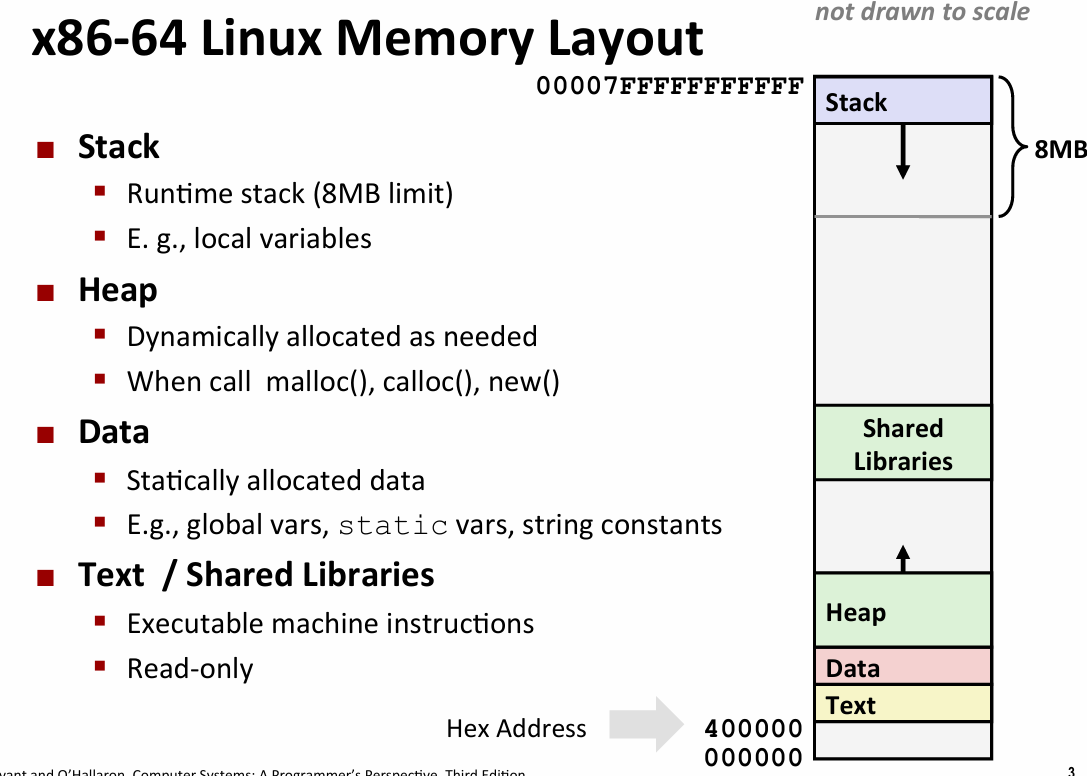 not drawn to scale
x86-64 Linux Memory Layout
00007FFFFFFFFFFF
Stack
8MB
■ Stack
▪ Runtime stack (8MB limit)
▪ E. g., local variables
■ Heap
▪ Dynamically allocated as needed
▪ When call malloc(), calloc(), new()
■ Data
▪ Statically allocated data
▪ E.g., global vars, static vars, string constants
■ Text / Shared Libraries
▪ Executable machine instructions
▪ Read-only
Shared
Libraries
Heap
Data
Text
Hex Address
400000
000000
and O'Hallaron, Computer Systems: A Programmer's Perspective, Third Edition
3